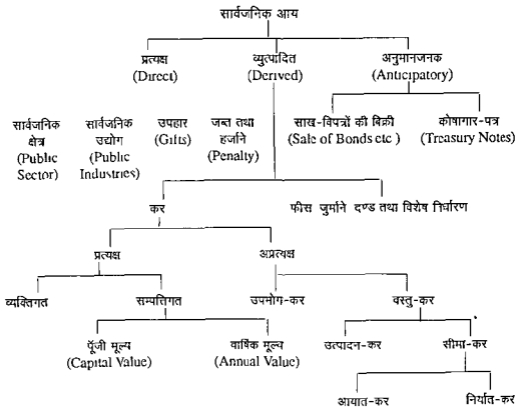 सार्वजनिक आय
प्रत्यक्ष व्युत्पादित अनुमानजनक
(Direct) (Derived) (Anticipatory)
सार्वजनिक सार्वजनिक उपहार जब्त तथा साख-विपत्रों की बिक्री कोषागार-पत्र
क्षेत्र उद्योग (Gifts) हर्जाने (Sale of Bonds etc) (Treasury Notes)
(Public (Public (Penalty)
Sector) Industries)
कर फीस जुर्माने दण्ड तथा विशेष निर्धारण
प्रत्यक्ष अप्रत्यक्ष
व्यक्तिगत सम्पत्तिगत उपभोग-कर वस्तु-कर
पूँजी मूल्य वार्षिक मूल्य उत्पादन-कर सीमा-कर
(Capital Value) (Annual Value)
आयात-कर निर्यात-कर